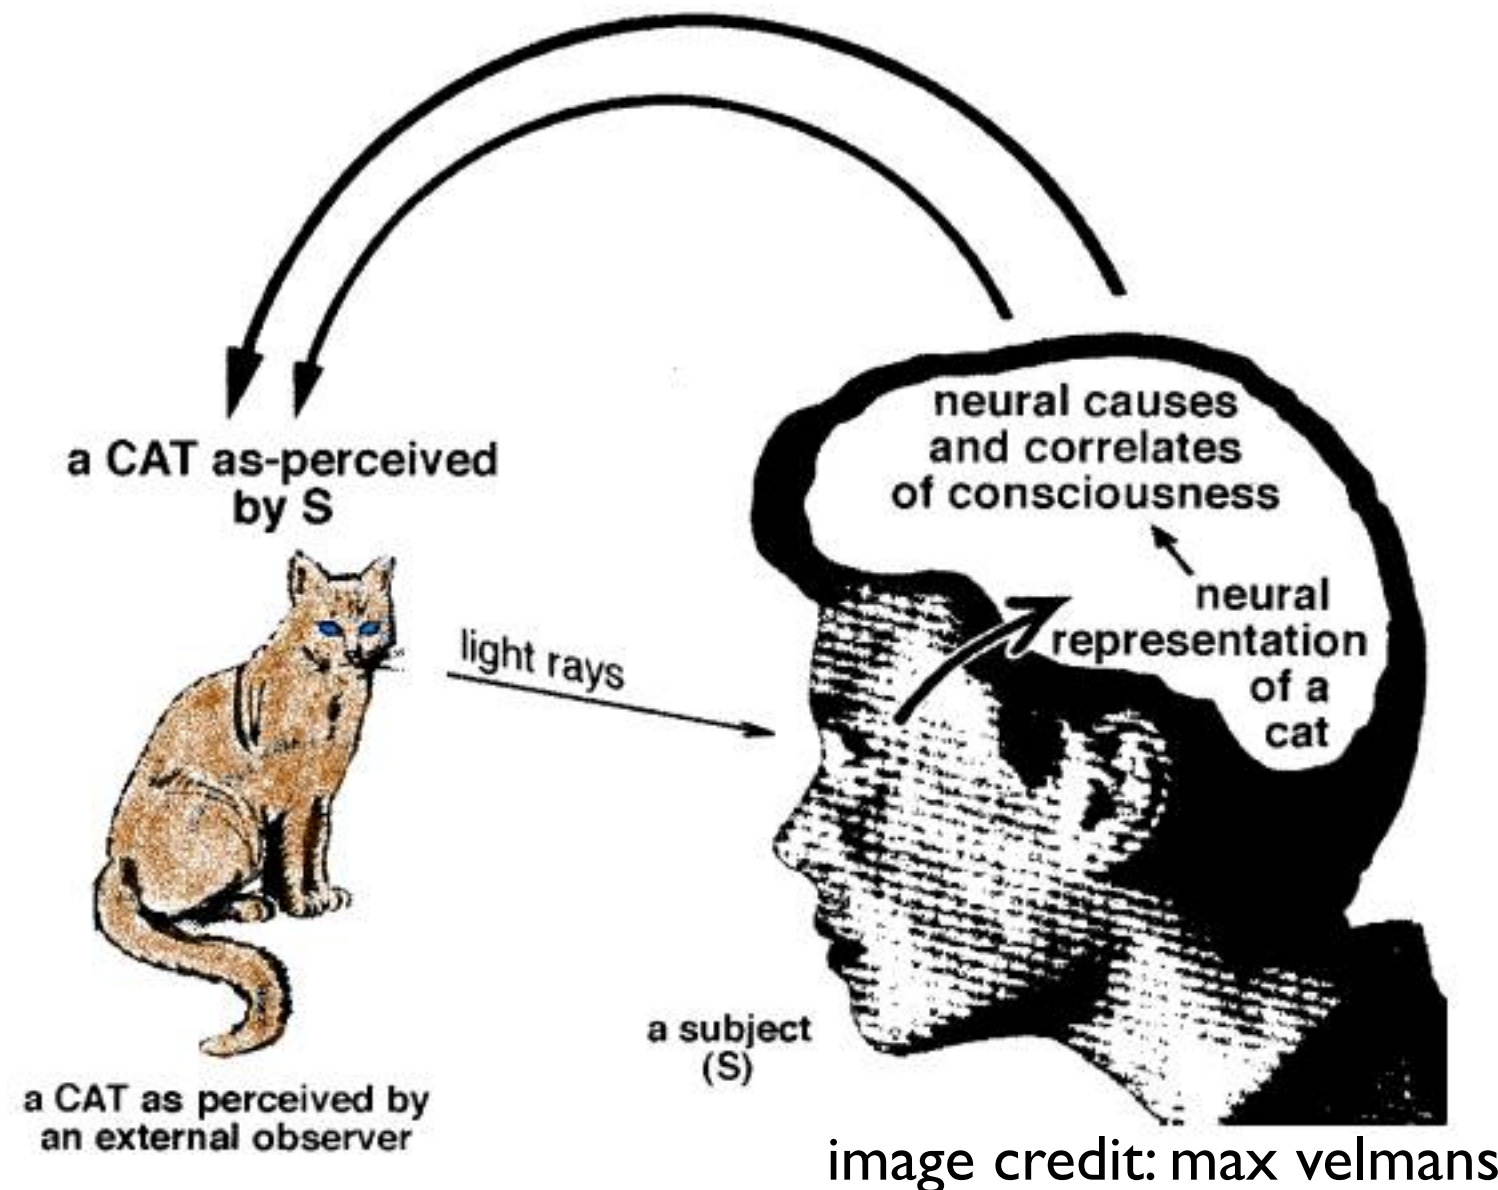 a CAT as-perceived
by S
light rays
neural causes
and correlates
of consciousness
neural
representation
of a
cat
a subject
(S)
a CAT as perceived by
an external observer
image credit: max velmans